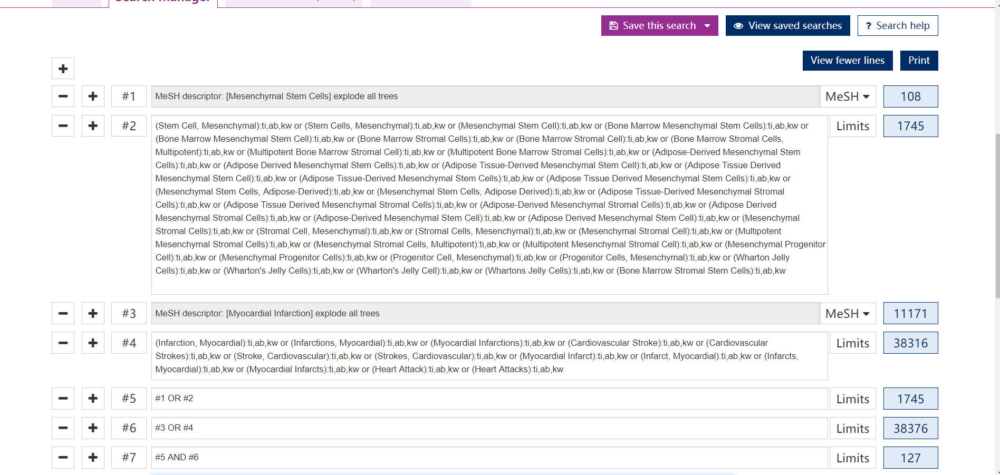 Search manager
Save this search
View saved searches
? Search help
View fewer lines
Print
#1
MeSH descriptor: [Mesenchymal Stem Cells] explode all trees
MeSH
108
#2
(Stem Cell, Mesenchymal):ti,ab,kw or (Stem Cells, Mesenchymal):ti,ab,kw or (Mesenchymal Stem Cell):ti,ab,kw or (Bone Marrow Mesenchymal Stem Cells):ti,ab,kw or
(Bone Marrow Mesenchymal Stem Cell):ti,ab,kw or (Bone Marrow Stromal Cells):ti,ab,kw or (Bone Marrow Stromal Cell):ti,ab,kw or (Bone Marrow Stromal Cells,
Multipotent):ti,ab,kw or (Multipotent Bone Marrow Stromal Cell):ti,ab,kw or (Multipotent Bone Marrow Stromal Cells):ti,ab,kw or (Adipose-Derived Mesenchymal Stem
Cells):ti,ab,kw or (Adipose Derived Mesenchymal Stem Cells):ti,ab,kw or (Adipose Tissue-Derived Mesenchymal Stem Cell):ti,ab,kw or (Adipose Tissue Derived
Mesenchymal Stem Cell):ti,ab,kw or (Adipose Tissue-Derived Mesenchymal Stem Cells):ti,ab,kw or (Adipose Tissue Derived Mesenchymal Stem Cells):ti,ab,kw or
(Mesenchymal Stem Cells, Adipose-Derived):ti,ab,kw or (Mesenchymal Stem Cells, Adipose Derived):ti,ab,kw or (Adipose Tissue-Derived Mesenchymal Stromal
Cells):ti,ab,kw or (Adipose Tissue Derived Mesenchymal Stromal Cells):ti,ab,kw or (Adipose-Derived Mesenchymal Stromal Cells):ti,ab,kw or (Adipose Derived
Mesenchymal Stromal Cells):ti,ab,kw or (Adipose-Derived Mesenchymal Stem Cell):ti,ab,kw or (Adipose Derived Mesenchymal Stem Cell):ti,ab,kw or (Mesenchymal
Stromal Cells):ti,ab,kw or (Stromal Cell, Mesenchymal):ti,ab,kw or (Stromal Cells, Mesenchymal):ti,ab,kw or (Mesenchymal Stromal Cell):ti,ab,kw or (Multipotent
Mesenchymal Stromal Cells):ti,ab,kw or (Mesenchymal Stromal Cells, Multipotent):ti,ab,kw or (Multipotent Mesenchymal Stromal Cell):ti,ab,kw or (Mesenchymal Progenitor
Cell):ti,ab,kw or (Mesenchymal Progenitor Cells):ti,ab,kw or (Progenitor Cell, Mesenchymal):ti,ab,kw or (Progenitor Cells, Mesenchymal):ti,ab,kw or (Wharton Jelly
Cells):ti,ab,kw or (Wharton's Jelly Cells):ti,ab,kw or (Wharton's Jelly Cell):ti,ab,kw or (Whartons Jelly Cells):ti,ab,kw or (Bone Marrow Stromal Stem Cells):ti,ab,kw
Limits
1745
#3
MeSH descriptor: [Myocardial Infarction] explode all trees
MeSH
11171
#4
(Infarction, Myocardial):ti,ab,kw or (Infarctions, Myocardial):ti,ab,kw or (Myocardial Infarctions):ti,ab,kw or (Cardiovascular Stroke):ti,ab,kw or (Cardiovascular
Strokes):ti,ab,kw or (Stroke, Cardiovascular):ti,ab,kw or (Strokes, Cardiovascular):ti,ab,kw or (Myocardial Infarct):ti,ab,kw or (Infarct, Myocardial):ti,ab,kw or (Infarcts,
Myocardial):ti,ab,kw or (Myocardial Infarcts):ti,ab,kw or (Heart Attack):ti,ab,kw or (Heart Attacks):ti,ab,kw
Limits
38316
#5
#1 OR #2
Limits
1745
#6
#3 OR #4
Limits
38376
#7
#5 AND #6
Limits
127